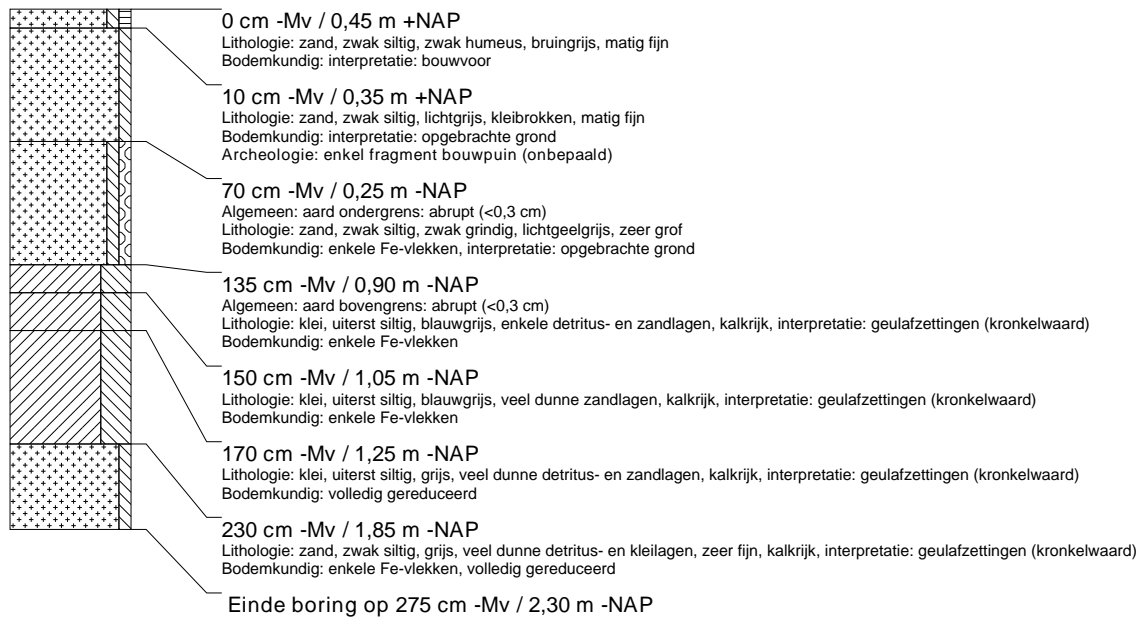 0 cm -Mv / 0,45 m +NAP
Lithologie: zand, zwak siltig, zwak humeus, bruingrijs, matig fijn
Bodemkundig: interpretatie: bouwvoor
10 cm -Mv / 0,35 m +NAP
Lithologie: zand, zwak siltig, lichtgrijs, kleibrokken, matig fijn
Bodemkundig: interpretatie: opgebrachte grond
Archeologie: enkel fragment bouwpuin (onbepaald)
70 cm -Mv / 0,25 m -NAP
Algemeen: aard ondergrens: abrupt (<0,3 cm)
Lithologie: zand, zwak siltig, zwak grindig, lichtgeelgrijs, zeer grof
Bodemkundig: enkele Fe-vlekken, interpretatie: opgebrachte grond
135 cm -Mv / 0,90 m -NAP
Algemeen: aard bovengrens: abrupt (<0,3 cm)
Lithologie: klei, uiterst siltig, blauwgrijs, enkele detritus- en zandlagen, kalkrijk, interpretatie: geulafzettingen (kronkelwaard)
Bodemkundig: enkele Fe-vlekken
150 cm -Mv / 1,05 m -NAP
Lithologie: klei, uiterst siltig, blauwgrijs, veel dunne zandlagen, kalkrijk, interpretatie: geulafzettingen (kronkelwaard)
Bodemkundig: enkele Fe-vlekken
170 cm -Mv / 1,25 m -NAP
Lithologie: klei, uiterst siltig, grijs, veel dunne detritus- en zandlagen, kalkrijk, interpretatie: geulafzettingen (kronkelwaard)
Bodemkundig: volledig gereduceerd
230 cm -Mv / 1,85 m -NAP
Lithologie: zand, zwak siltig, grijs, veel dunne detritus- en kleilagen, zeer fijn, kalkrijk, interpretatie: geulafzettingen (kronkelwaard)
Bodemkundig: enkele Fe-vlekken, volledig gereduceerd
Einde boring op 275 cm -Mv / 2,30 m -NAP